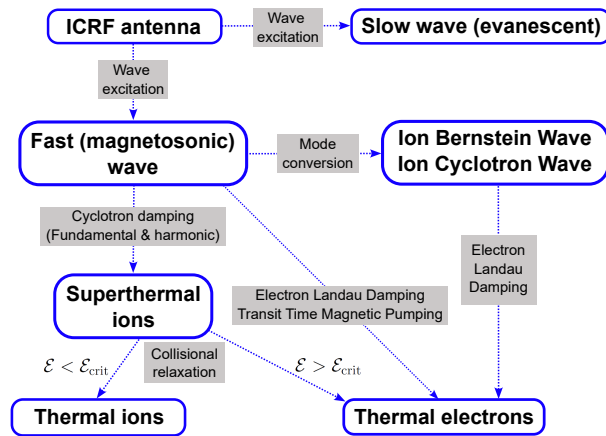 ICRF antenna
Wave
excitation
Slow wave (evanescent)
Wave
excitation
Fast (magnetosonic)
wave
Mode
conversion
Ion Bernstein Wave
Ion Cyclotron Wave
Cyclotron damping
(Fundamental & harmonic)
Electron
Landau
Damping
Superthermal
ions
Electron Landau Damping
Transit Time Magnetic Pumping
ℰ < ℰcrit
Collisional
relaxation
ℰ > ℰcrit
Thermal ions
Thermal electrons